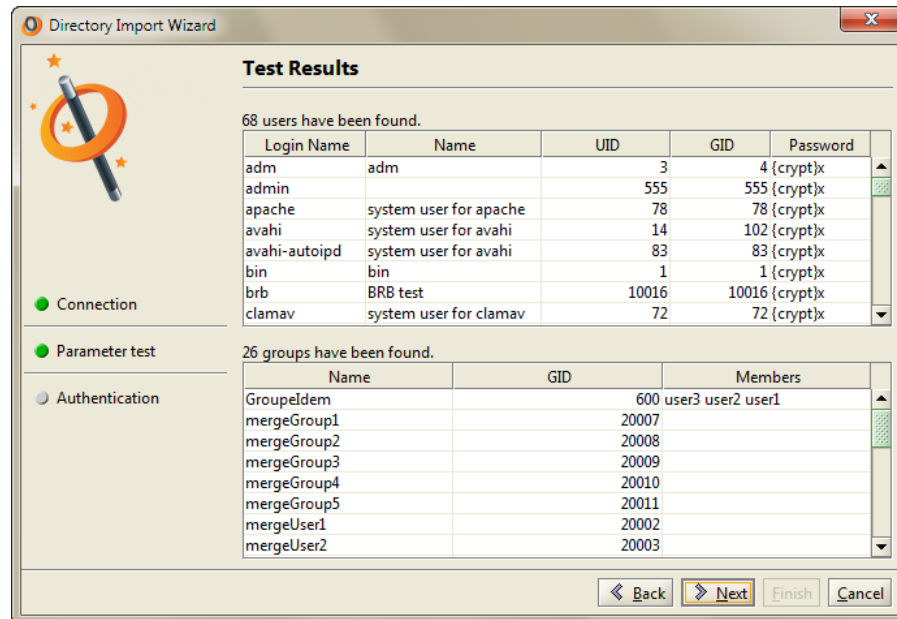 Directory Import Wizard
x
Test Results
68 users have been found.
Login Name Name UID GID Password
adm adm 3 4 {crypt}x
admin 555 555 {crypt}x
apache system user for apache 78 78 {crypt}x
avahi system user for avahi 14 102 {crypt}x
avahi-autoipd system user for avahi 83 83 {crypt}x
bin bin 1 1 {crypt}x
brb BRB test 10016 10016 {crypt}x
clamav system user for clamav 72 72 {crypt}x
Connection
Parameter test
Authentication
26 groups have been found.
Name GID Members
GroupeIdem 600 user3 user2 user1
mergeGroup1 20007
mergeGroup2 20008
mergeGroup3 20009
mergeGroup4 20010
mergeGroup5 20011
mergeUser1 20002
mergeUser2 20003
Back Next Finish Cancel